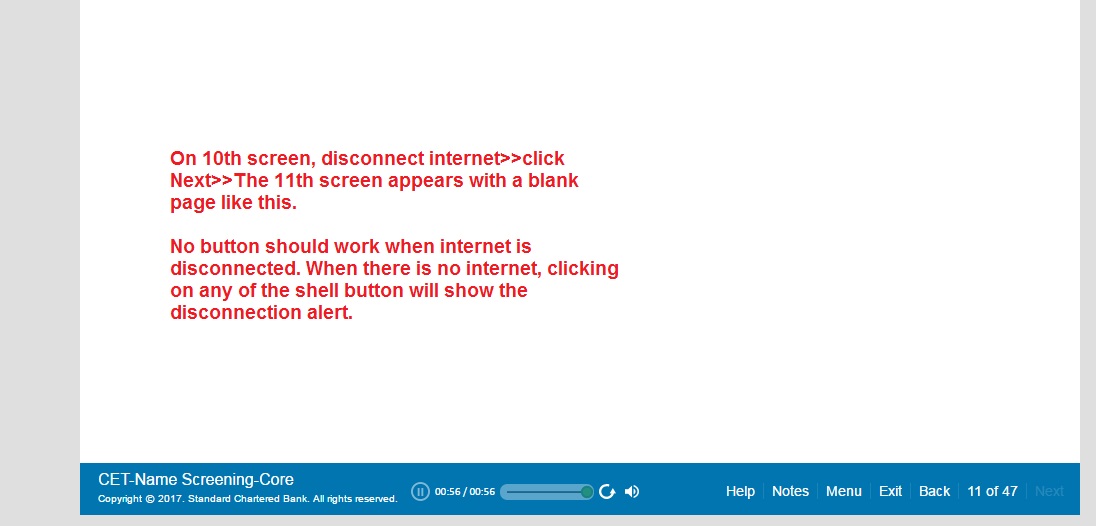 On 10th screen, disconnect internet>>click
Next>>The 11th screen appears with a blank
page like this.
No button should work when internet is
disconnected. When there is no internet, clicking
on any of the shell button will show the
disconnection alert.
CET-Name Screening-Core
Copyright © 2017. Standard Chartered Bank. All rights reserved.
00:56 / 00:56
Help Notes Menu Exit Back 11 of 47 Next